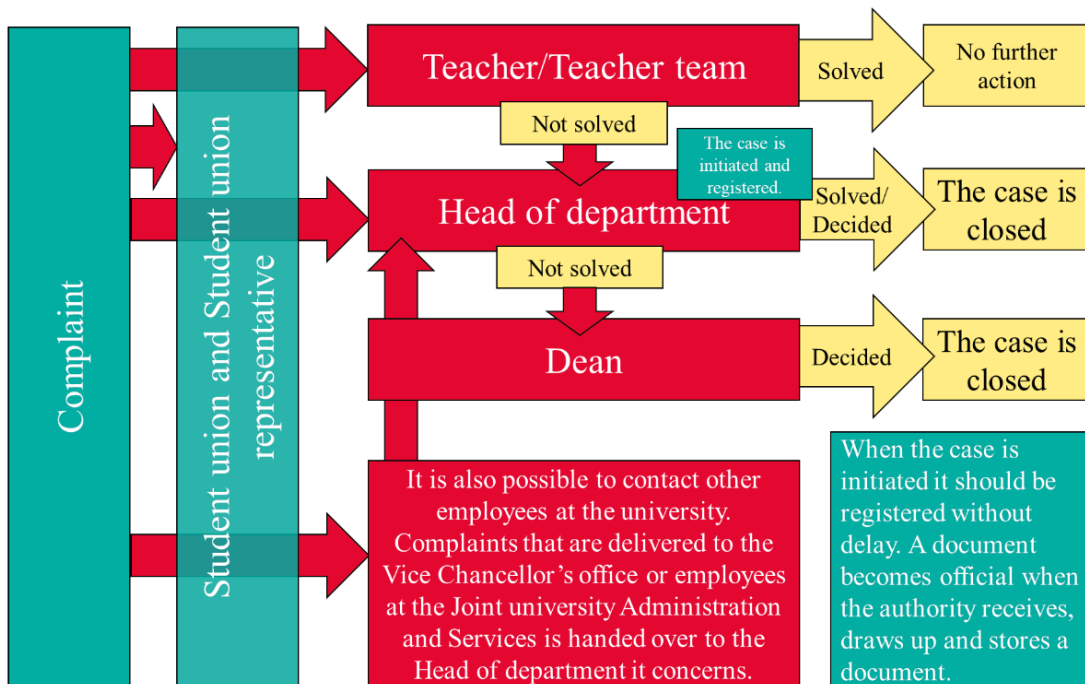 Complaint
Student union and Student union
representative
Teacher/Teacher team
Solved
No further
action
Not solved
The case is
initiated and
registered.
Head of department
Solved/
Decided
The case is
closed
Not solved
Dean
Decided
The case is
closed
It is also possible to contact other
employees at the university.
Complaints that are delivered to the
Vice Chancellor’s office or employees
at the Joint university Administration
and Services is handed over to the
Head of department it concerns.
When the case is
initiated it should be
registered without
delay. A document
becomes official when
the authority receives,
draws up and stores a
document.